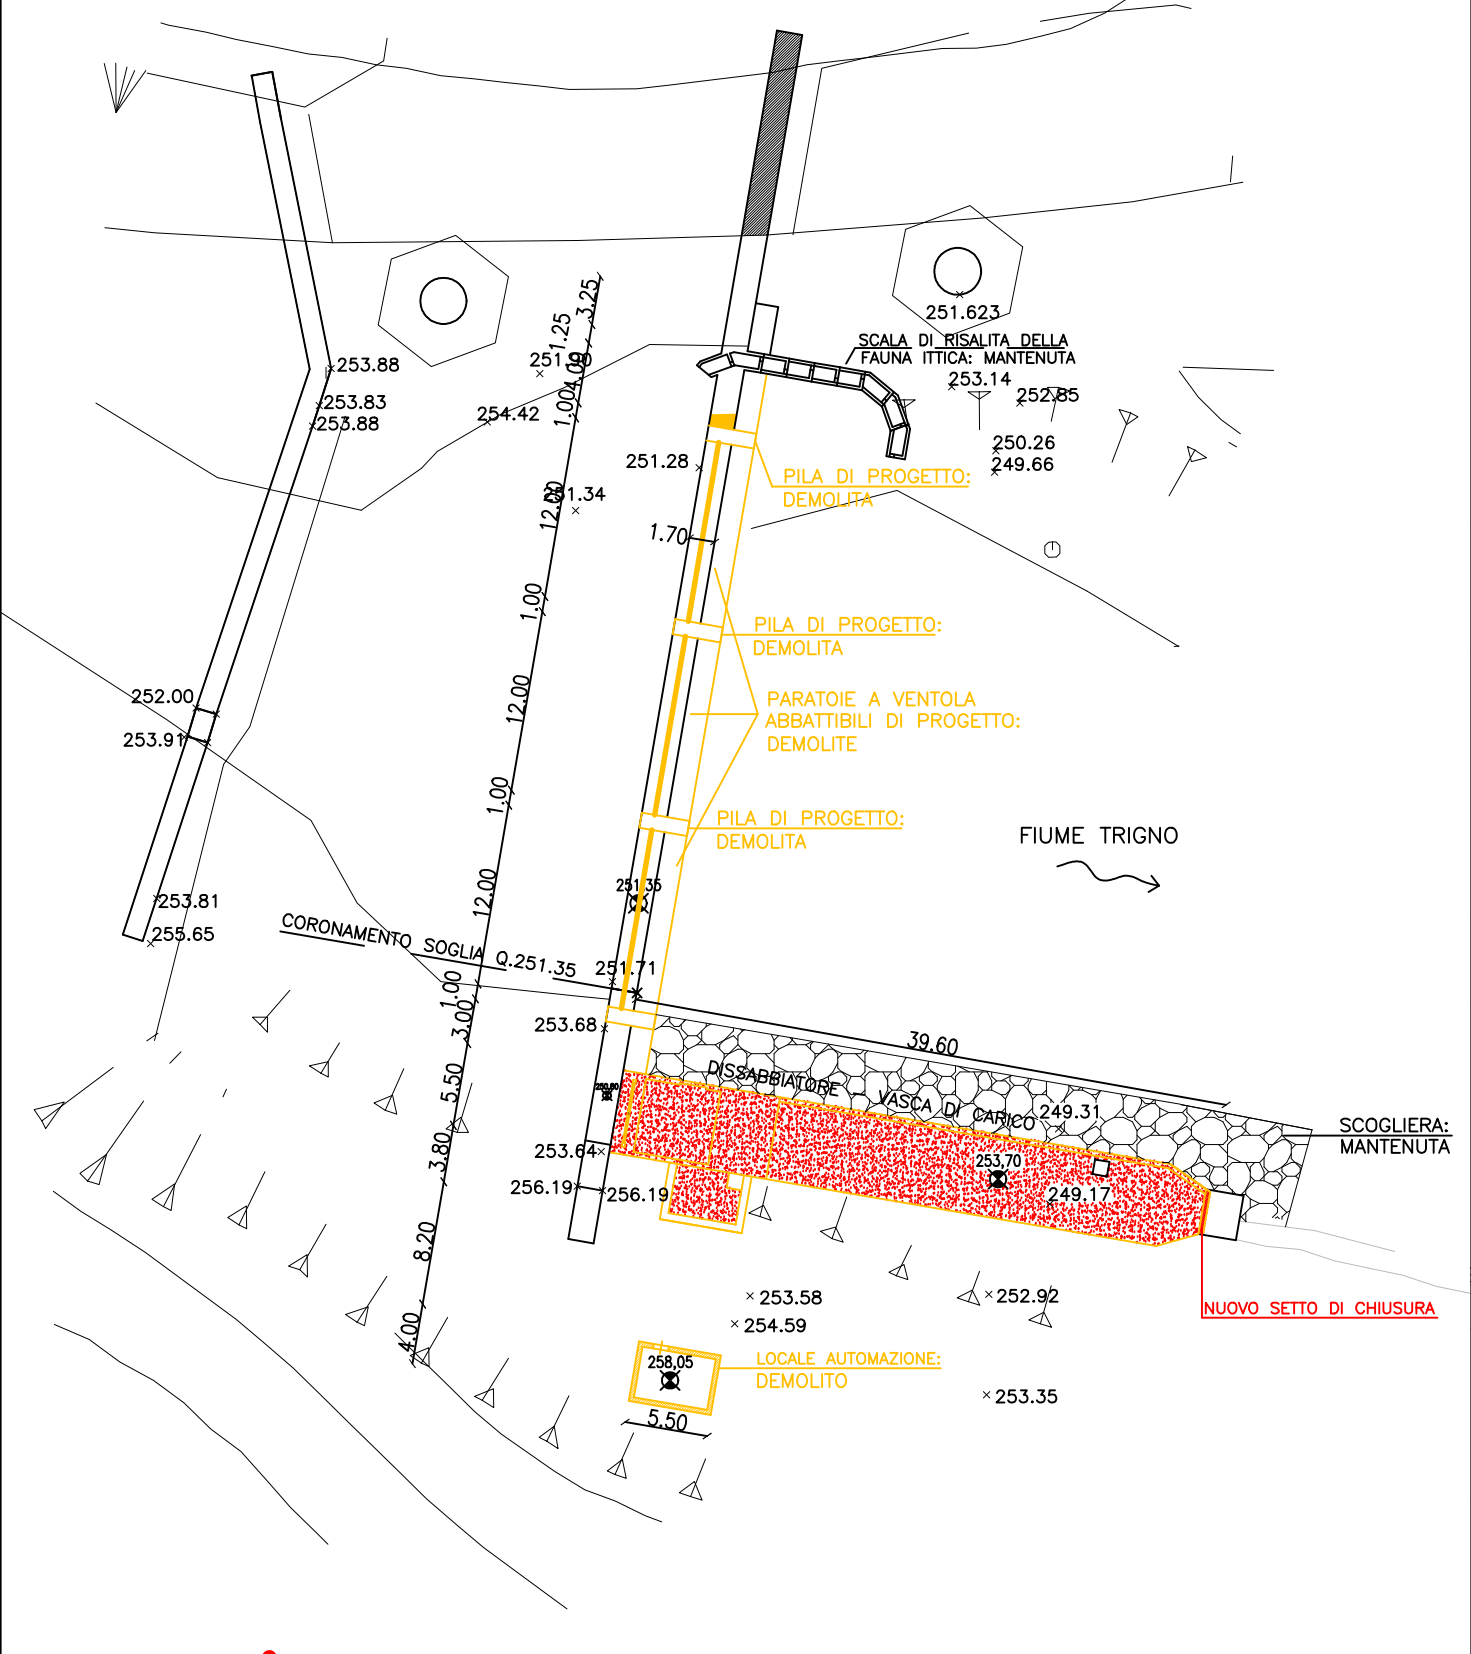 3.25
1.25
251.90
4.00
1.00
251.623
SCALA DI RISALITA DELLA
FAUNA ITTICA: MANTENUTA
253.88
253.83
253.88
254.42
253.14
252.85
250.26
249.66
251.28
PILA DI PROGETTO:
DEMOLITA
12.00
251.34
1.70
1.00
PILA DI PROGETTO:
DEMOLITA
252.00
253.91
12.00
PARATOIE A VENTOLA
ABBATTIBILI DI PROGETTO:
DEMOLITE
1.00
PILA DI PROGETTO:
DEMOLITA
FIUME TRIGNO
12.00
251.35
253.81
255.65
CORONAMENTO SOGLIA Q.251.35
251.71
1.00
3.00
253.68
39.60
DISSABBIATORE – VASCA DI CARICO
249.31
SCOGLIERA:
MANTENUTA
5.50
250.80
3.80
253.64
253,70
256.19
256.19
249.17
8.20
253.58
252.92
NUOVO SETTO DI CHIUSURA
254.59
4.00
258,05
LOCALE AUTOMAZIONE:
DEMOLITO
253.35
5.50